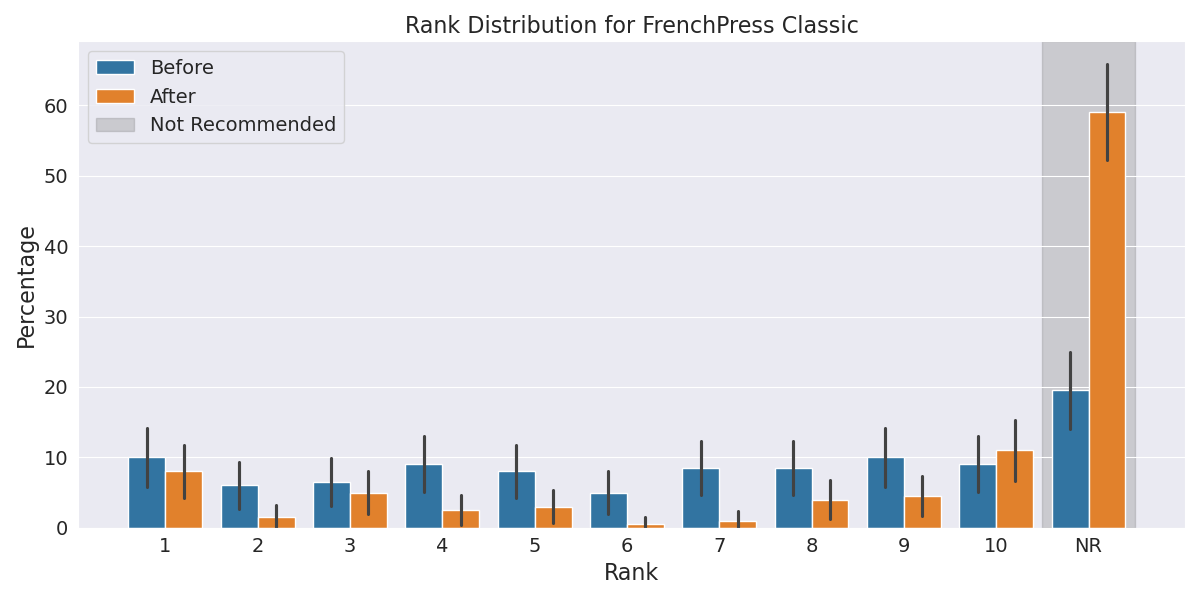 Rank Distribution for FrenchPress Classic
Before
After
Not Recommended
Percentage
60
50
40
30
20
10
0
1 2 3 4 5 6 7 8 9 10 NR
Rank